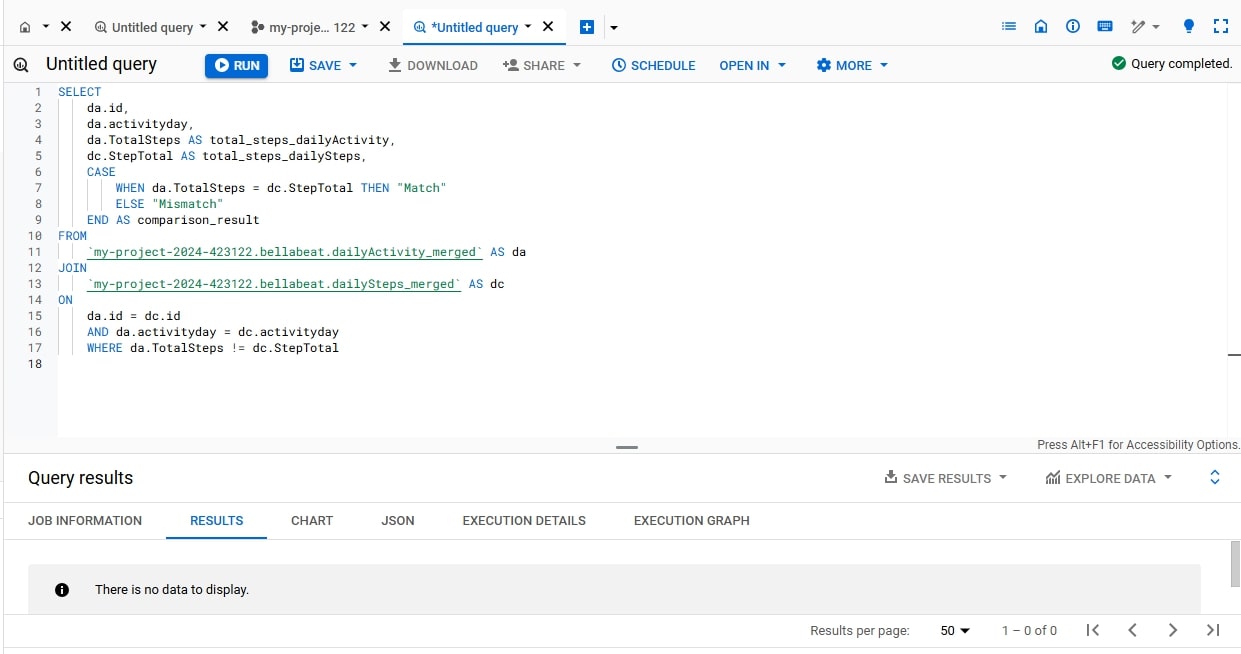 Untitled query
my-proje... 122
*Untitled query
Untitled query
RUN
SAVE
DOWNLOAD
SHARE
SCHEDULE
OPEN IN
MORE
Query completed.
1 SELECT
2 da.id,
3 da.activityday,
4 da.TotalSteps AS total_steps_dailyActivity,
5 dc.StepTotal AS total_steps_dailySteps,
6 CASE
7 WHEN da.TotalSteps = dc.StepTotal THEN "Match"
8 ELSE "Mismatch"
9 END AS comparison_result
10 FROM
11 `my-project-2024-423122.bellabeat.dailyActivity_merged` AS da
12 JOIN
13 `my-project-2024-423122.bellabeat.dailySteps_merged` AS dc
14 ON
15 da.id = dc.id
16 AND da.activityday = dc.activityday
17 WHERE da.TotalSteps != dc.StepTotal
18
Press Alt+F1 for Accessibility Options.
Query results
SAVE RESULTS
EXPLORE DATA
JOB INFORMATION
RESULTS
CHART
JSON
EXECUTION DETAILS
EXECUTION GRAPH
There is no data to display.
Results per page:
50
1 – 0 of 0